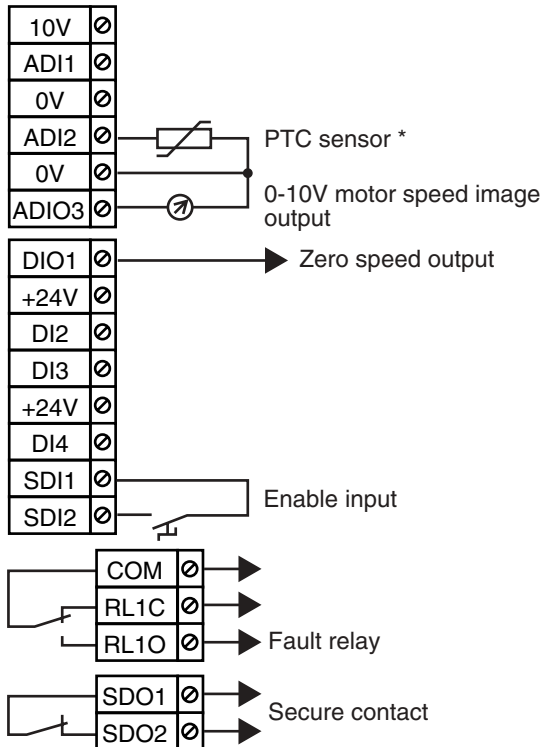 10V
ADI1
0V
ADI2
PTC sensor *
0V
0-10V motor speed image
output
ADIO3
DIO1
Zero speed output
+24V
DI2
DI3
+24V
DI4
SDI1
Enable input
SDI2
COM
RL1C
RL1O
Fault relay
SDO1
Secure contact
SDO2